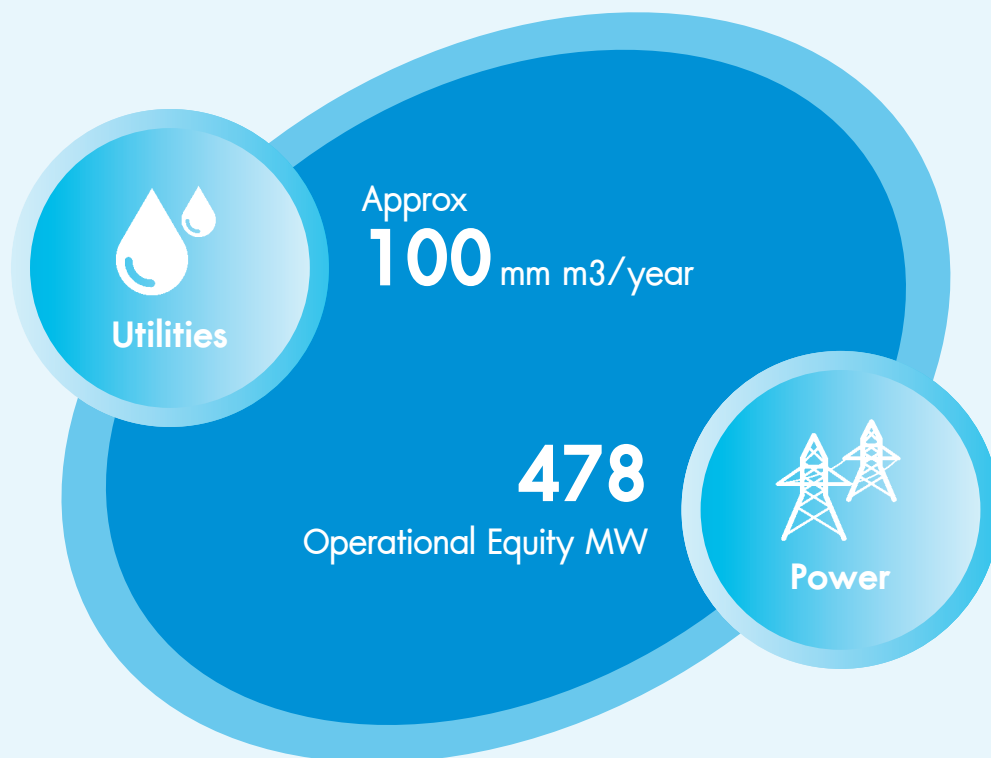 Approx
100 mm m3/year
Utilities
478
Operational Equity MW
Power